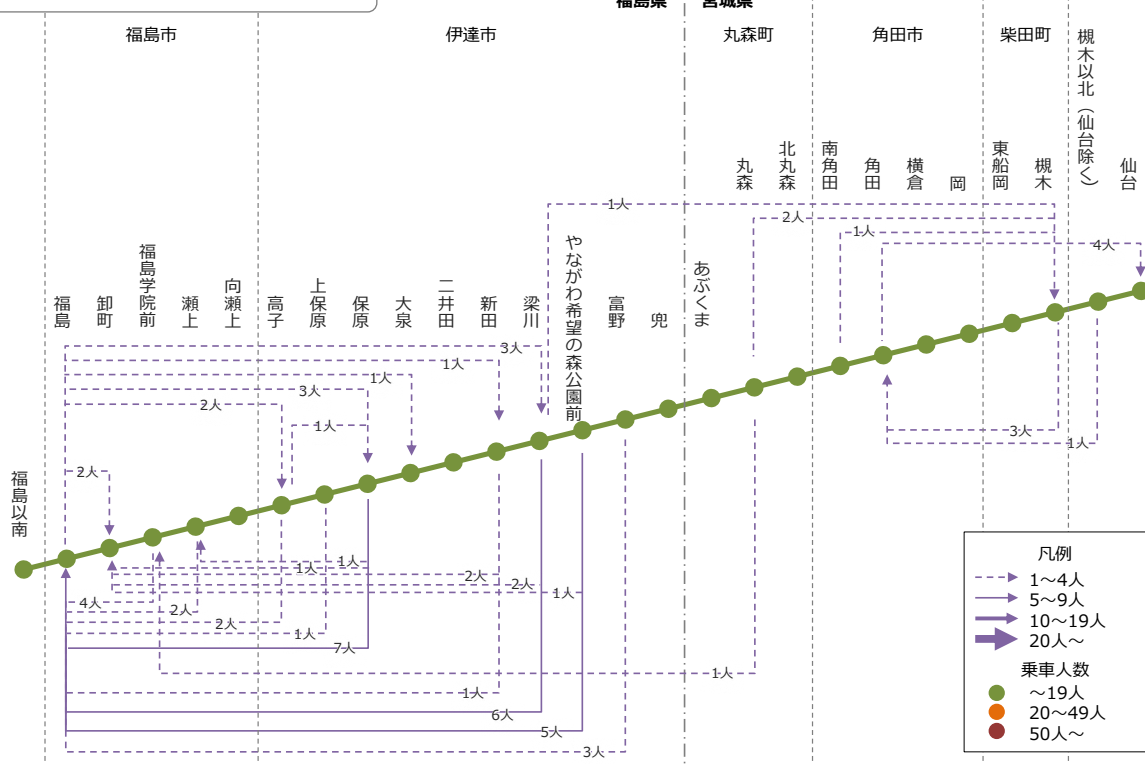 福島県 宮城県
福島市 伊達市 丸森町 角田市 柴田町
槻木以北（仙台除く）
仙台
丸森
北丸森
南角田
角田
横倉
岡
東船岡
槻木
福島以南
福島
卸町
福島学院前
瀬上
向瀬上
高子
上保原
保原
大泉
二井田
新田
梁川
やながわ希望の森公園前
富野
兜
あぶくま
1人
2人
1人
4人
3人
1人
1人
3人
2人
1人
2人
3人
1人
1人
1人
2人
2人
1人
4人
2人
2人
1人
7人
1人
1人
6人
5人
3人
凡例
1～4人
5～9人
10～19人
20人～
乗車人数
～19人
20～49人
50人～